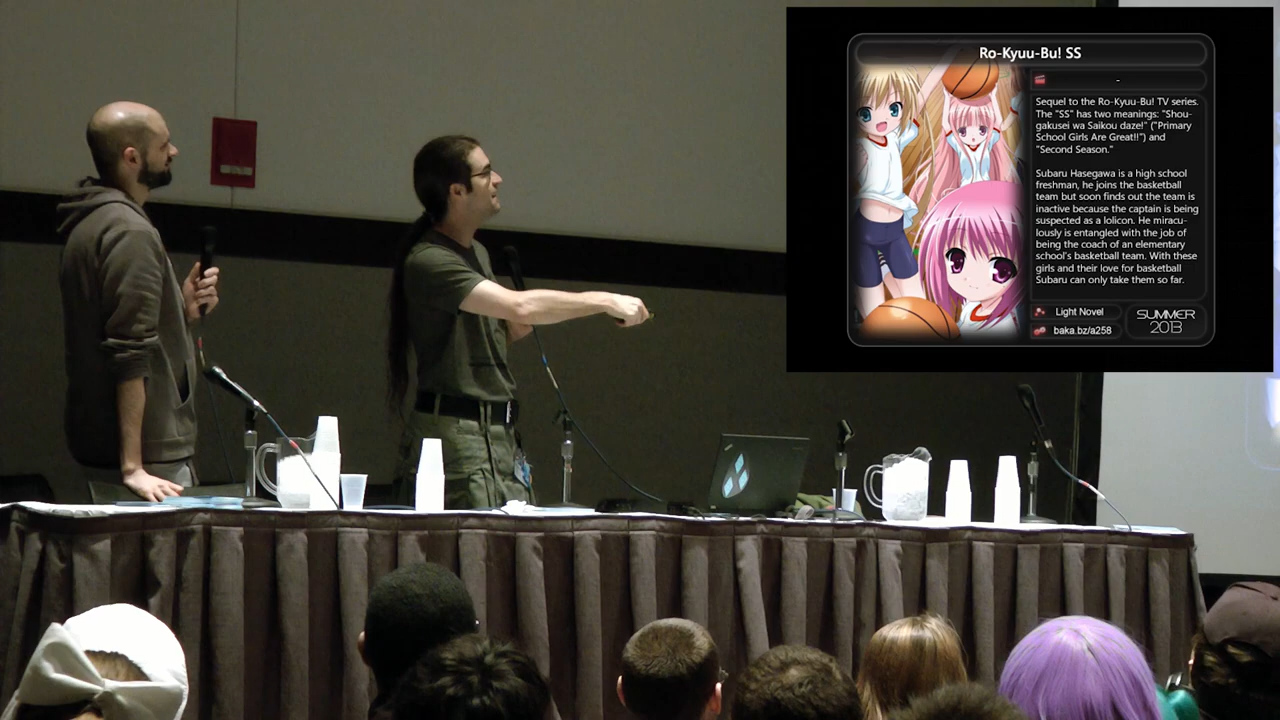 Ro-Kyuu-Bu! SS
-
Sequel to the Ro-Kyuu-Bu! TV series.
The "SS" has two meanings: "Shou-
gakusei wa Saikou daze!" ("Primary
School Girls Are Great!!") and
"Second Season."
Subaru Hasegawa is a high school
freshman, he joins the basketball
team but soon finds out the team is
inactive because the captain is being
suspected as a lolicon. He miracu-
lously is entangled with the job of
being the coach of an elementary
school's basketball team. With these
girls and their love for basketball
Subaru can only take them so far.
Light Novel
baka.bz/a258
SUMMER
2013